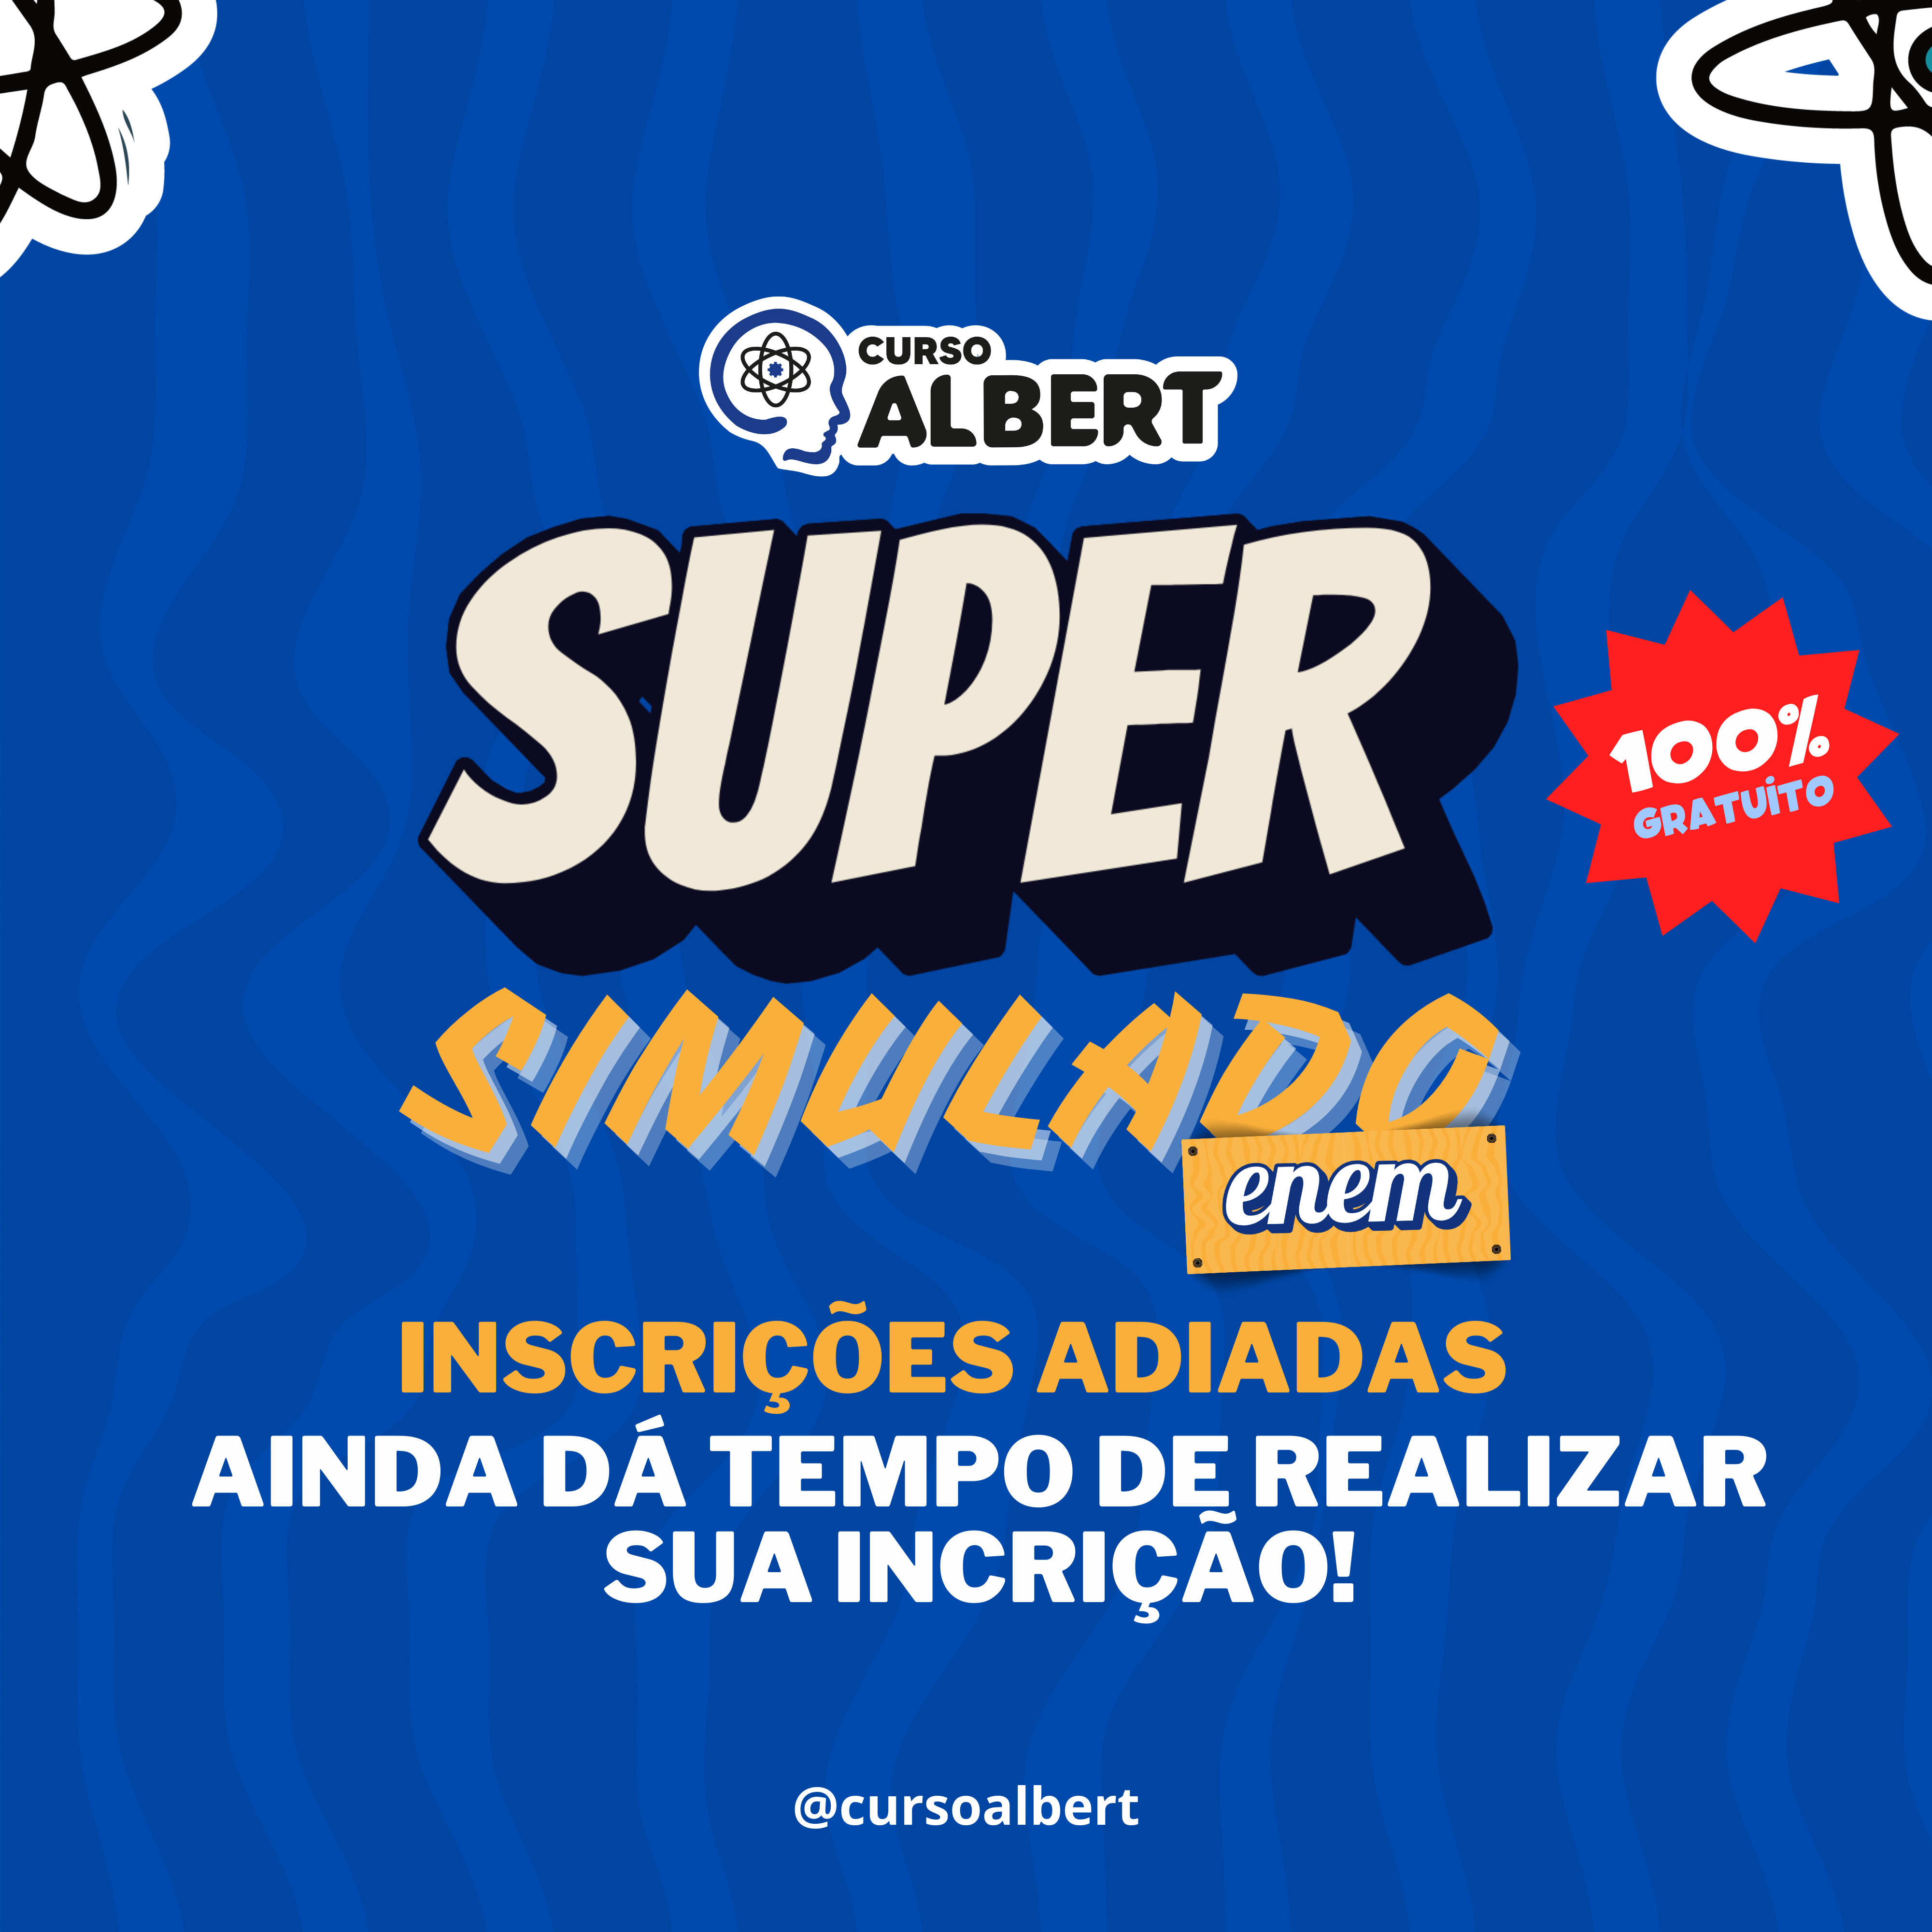 CURSO
ALBERT
SUPER
100%
GRATUITO
SIMULADO
enem
INSCRIÇÕES ADIADAS
AINDA DÁ TEMPO DE REALIZAR
SUA INCRIÇÃO!
@cursoalbert